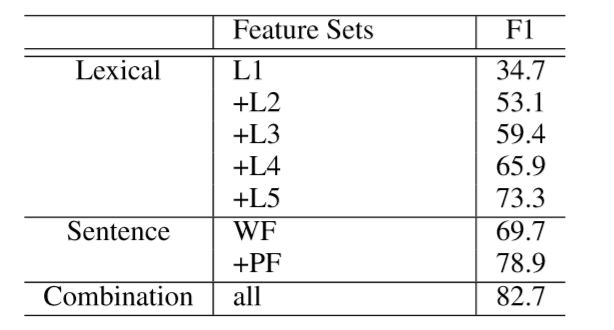 Feature Sets F1
Lexical L1 34.7
+L2 53.1
+L3 59.4
+L4 65.9
+L5 73.3
Sentence WF 69.7
+PF 78.9
Combination all 82.7